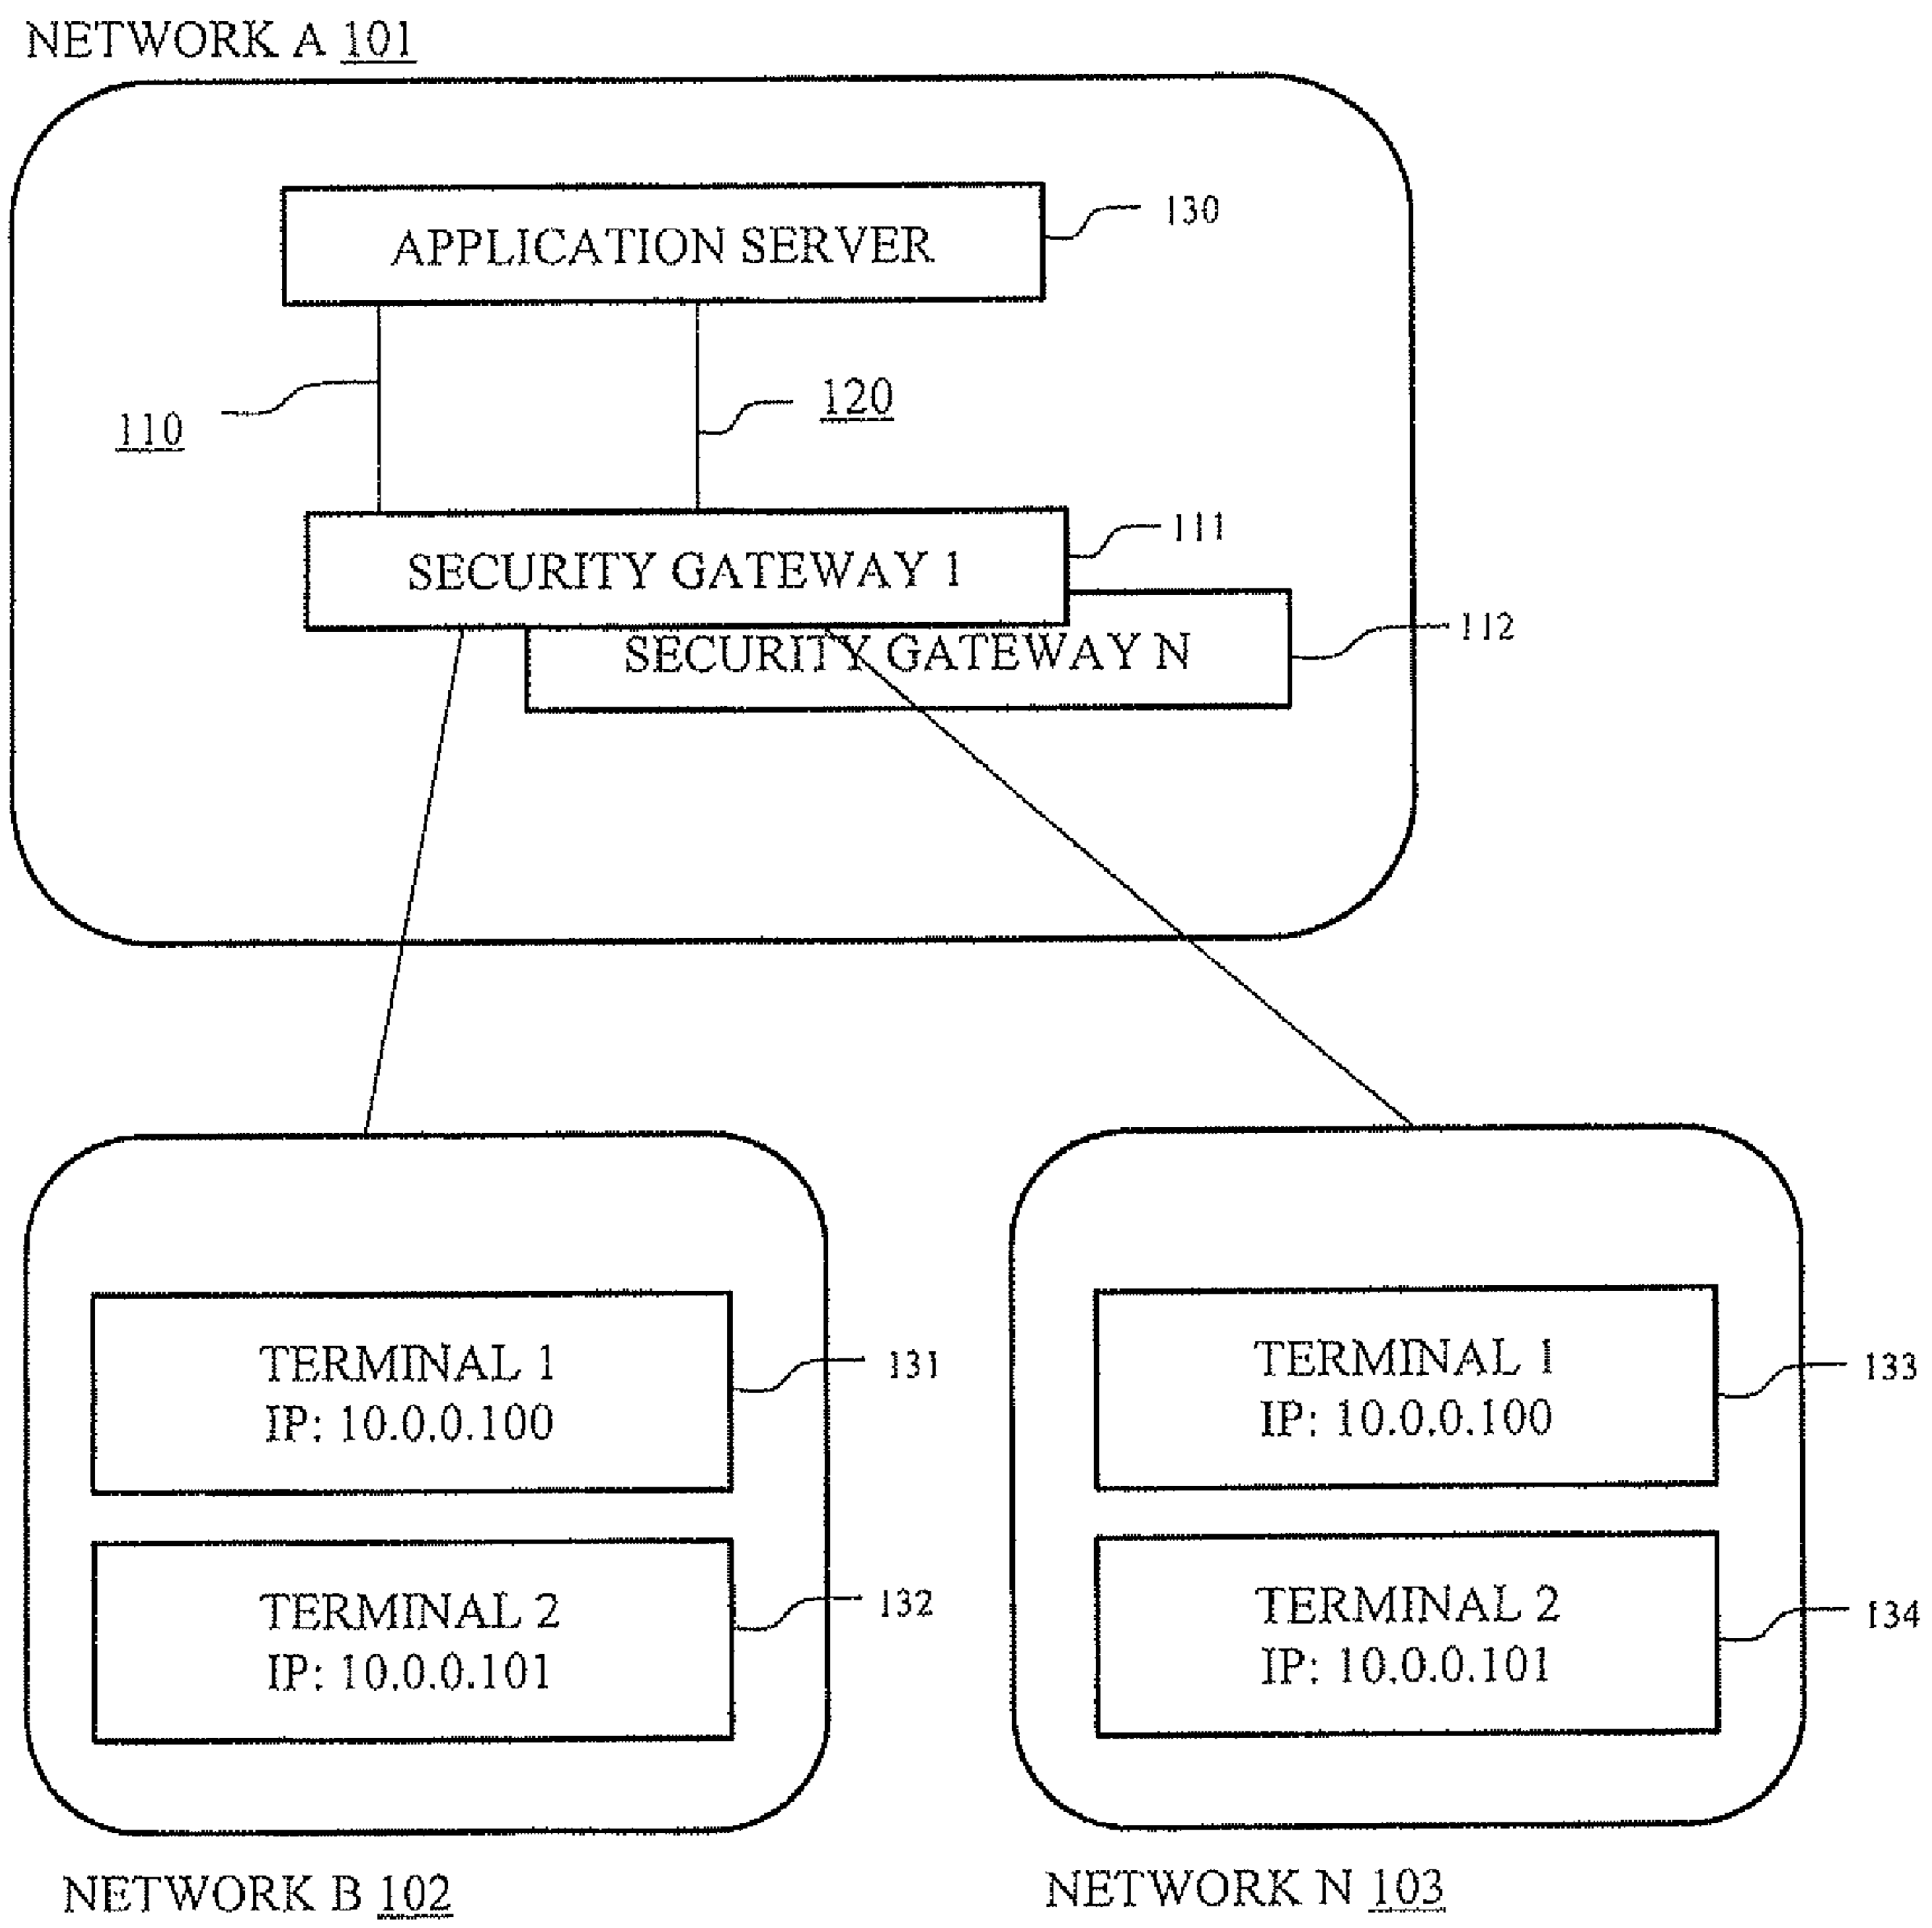 NETWORK A 101
APPLICATION SERVER
130
110
120
SECURITY GATEWAY 1
111
SECURITY GATEWAY N
112
TERMINAL 1
IP: 10.0.0.100
131
TERMINAL 2
IP: 10.0.0.101
132
NETWORK B 102
TERMINAL 1
IP: 10.0.0.100
133
TERMINAL 2
IP: 10.0.0.101
134
NETWORK N 103